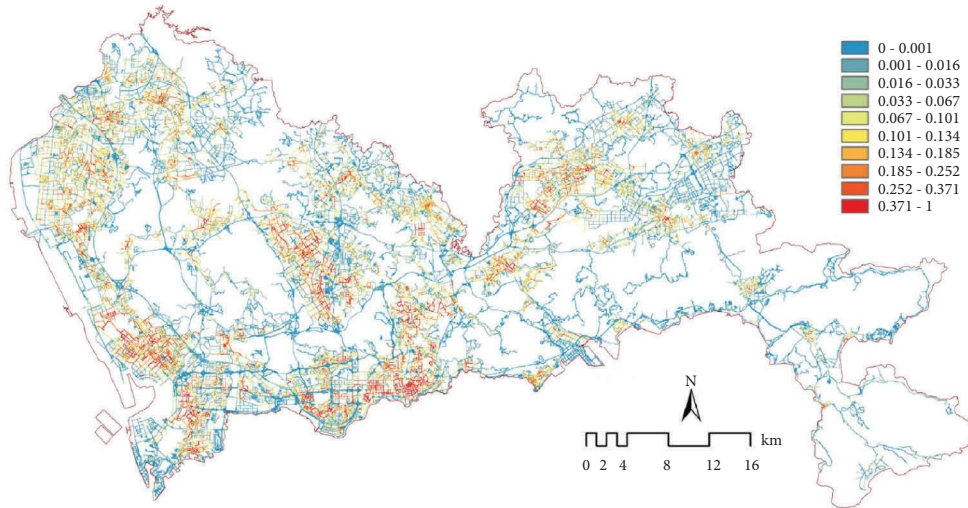 0 - 0.001
0.001 - 0.016
0.016 - 0.033
0.033 - 0.067
0.067 - 0.101
0.101 - 0.134
0.134 - 0.185
0.185 - 0.252
0.252 - 0.371
0.371 - 1
N
km
0 2 4 8 12 16